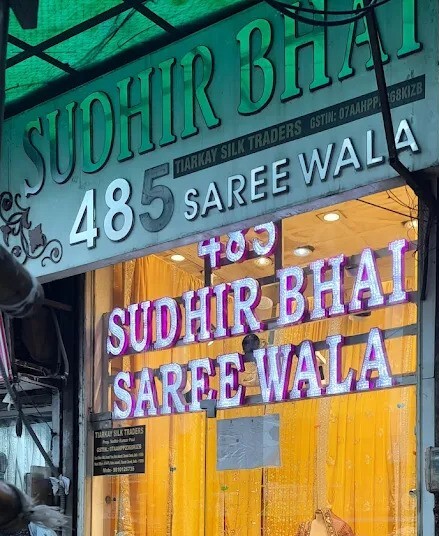 SUDHIR BHAI
TIARKAY SILK TRADERS
485 SAREE WALA
485
SUDHIR BHAI
SAREE WALA
TIARKAY SILK TRADERS